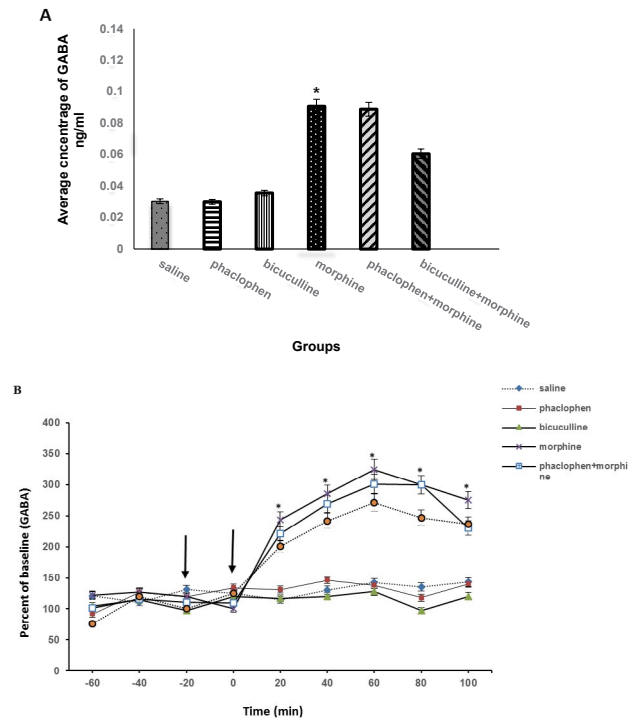 A
Average cncentrage of GABA
ng/ml
0.14
0.12
0.1
0.08
0.06
0.04
0.02
0
*
saline
phaclophen
bicuculline
morphine
phaclophen+morphine
bicuculline+morphine
Groups
B
Percent of baseline (GABA)
400
350
300
250
200
150
100
50
0
* * * * *
-60 -40 -20 0 20 40 60 80 100
Time (min)
saline
phaclophen
bicuculline
morphine
phaclophen+morphi
ne